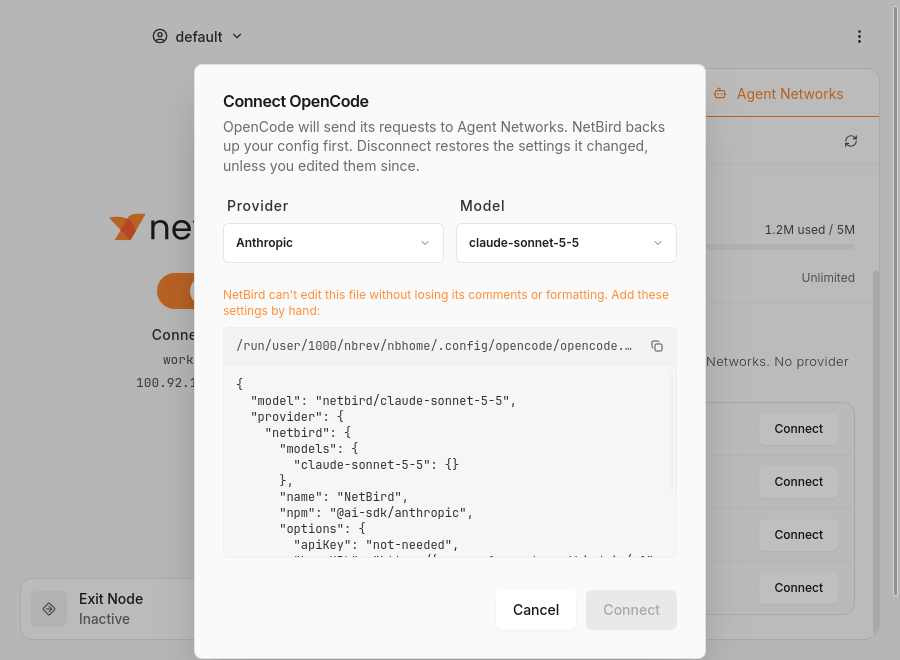 default
Agent Networks
Connect OpenCode
OpenCode will send its requests to Agent Networks. NetBird backs
up your config first. Disconnect restores the settings it changed,
unless you edited them since.
Provider
Model
Anthropic
claude-sonnet-5-5
1.2M used / 5M
Unlimited
NetBird can't edit this file without losing its comments or formatting. Add these
settings by hand:
/run/user/1000/nbrev/nbhome/.config/opencode/opencode.…
Networks. No provider
{
  "model": "netbird/claude-sonnet-5-5",
  "provider": {
    "netbird": {
      "models": {
        "claude-sonnet-5-5": {}
      },
      "name": "NetBird",
      "npm": "@ai-sdk/anthropic",
      "options": {
        "apiKey": "not-needed",
Connect
Connect
Connect
Connect
Cancel
Connect
Exit Node
Inactive